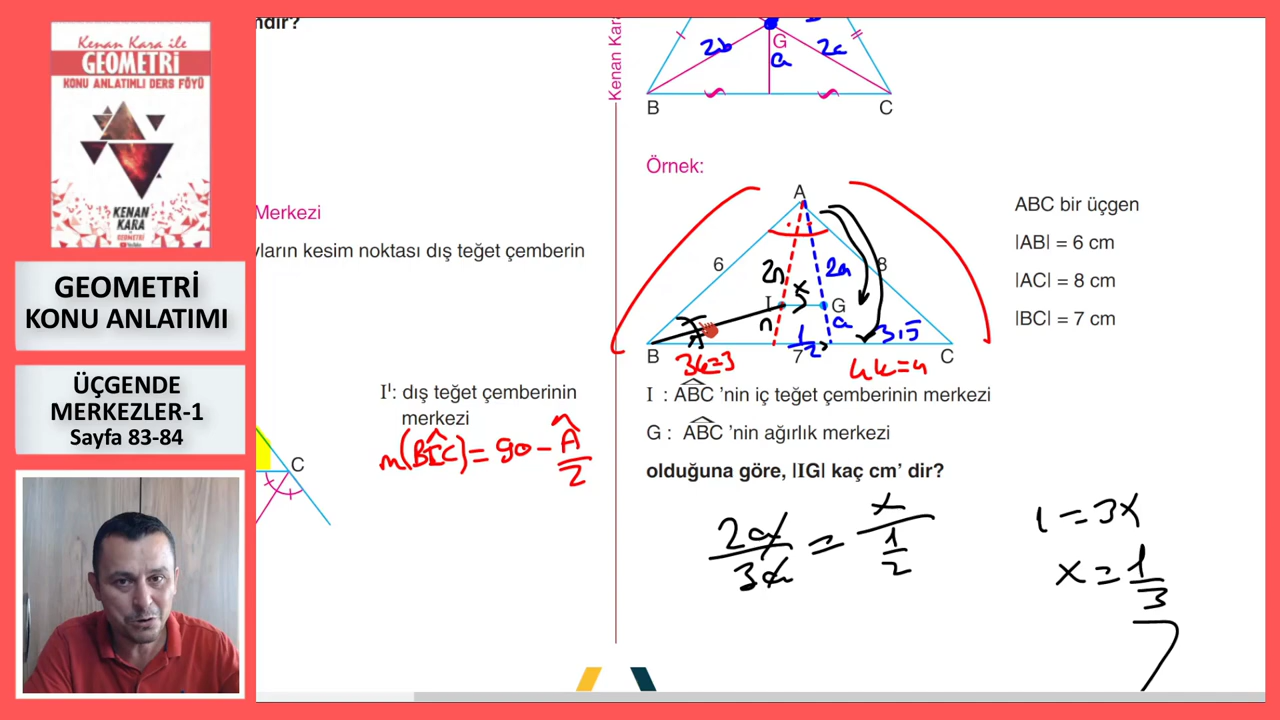 Kenan Kara ile
GEOMETRİ
KONU ANLATIMLI DERS FÖYÜ
KENAN
KARA
GEOMETRİ
KONU ANLATIMI
ÜÇGENDE
MERKEZLER-1
Sayfa 83-84
ndir?
Merkezi
yların kesim noktası dış teğet çemberin
I': dış teğet çemberinin
merkezi
m(BIC) = 90 - A/2
C
Kenan Kara
2b
G
2c
a
B
C
Örnek:
A
6
8
2n
x
2a
I
G
n
a
1/2
3,5
B
7
C
3k=3
4k=4
ABC bir üçgen
|AB| = 6 cm
|AC| = 8 cm
|BC| = 7 cm
I : ABC 'nin iç teğet çemberinin merkezi
G : ABC 'nin ağırlık merkezi
olduğuna göre, |IG| kaç cm' dir?
2a/3a = x/(1/2)
1 = 3x
x = 1/3